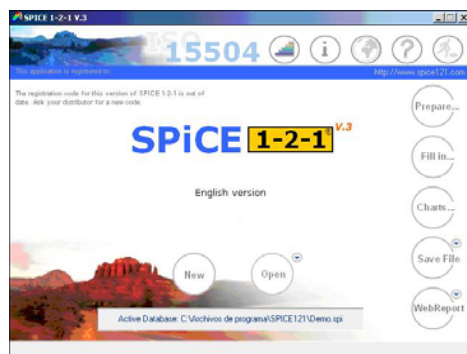 SPICE 1-2-1 V.3
ISO
15504
This application is registered to:
http://www.spice121.com
The registration code for this version of SPICE 1-2-1 is out of
date. Ask your distributor for a new code.
Prepare...
SPiCE 1-2-1® V.3
Fill in...
English version
Charts...
New
Open
Save File
WebReport
Active Database: C:\Archivos de programa\SPICE121\Demo.spi